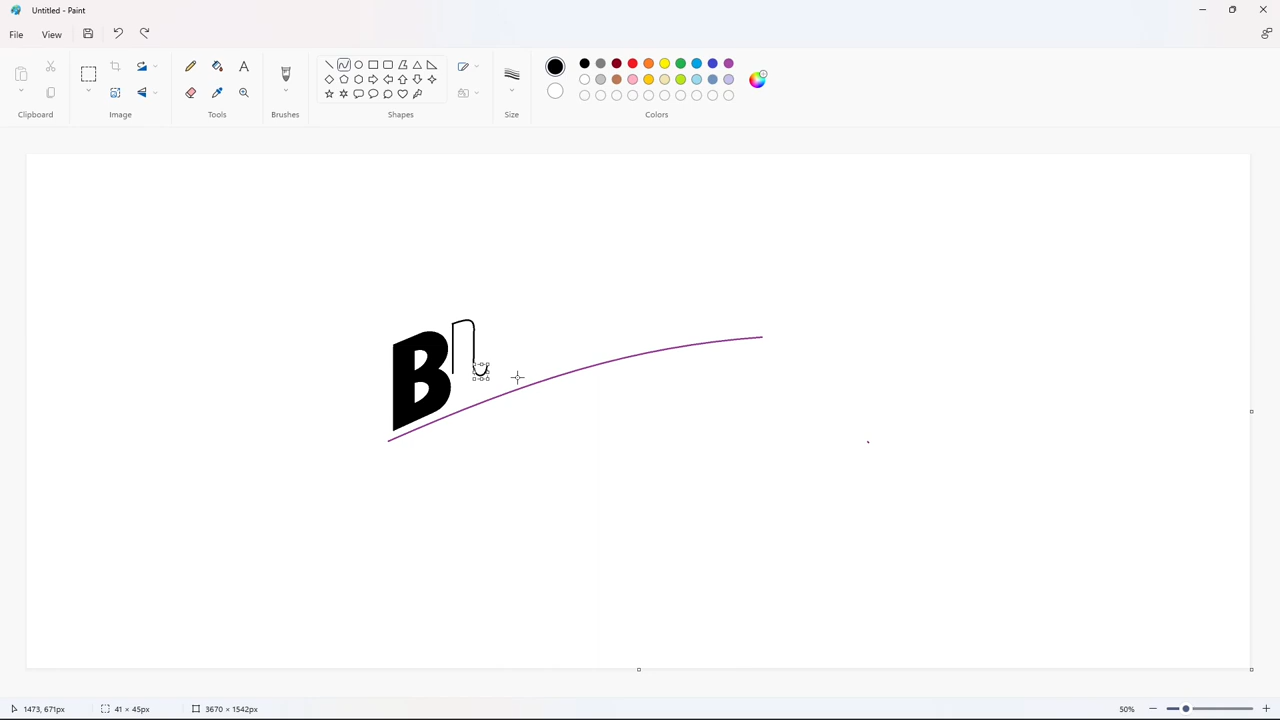 Untitled - Paint
File View
Clipboard Image Tools Brushes Shapes Size Colors
B
1473, 671px 41 × 45px 3670 × 1542px 50%